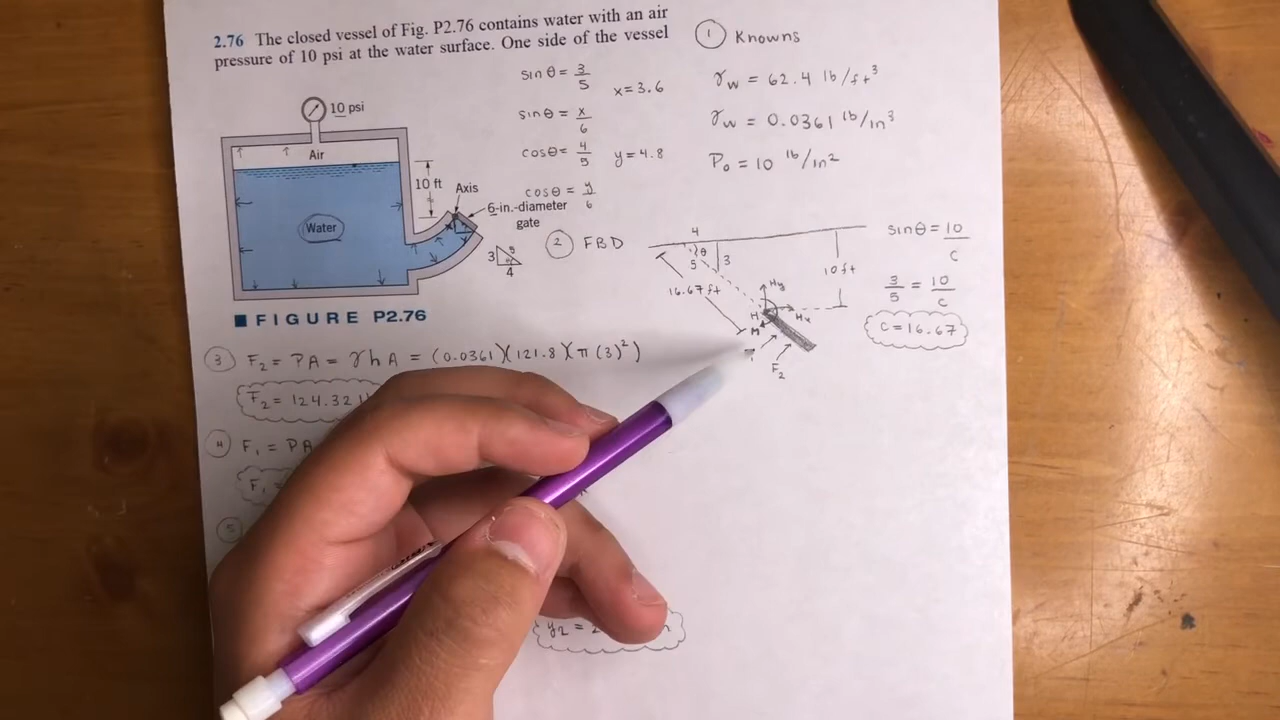 2.76 The closed vessel of Fig. P2.76 contains water with an air
pressure of 10 psi at the water surface. One side of the vessel
10 psi
Air
10 ft
Axis
6-in.-diameter
gate
Water
3
5
4
FIGURE P2.76
sin θ = 3/5
x = 3.6
sin θ = x/6
cos θ = 4/5
y = 4.8
cos θ = y/6
1 Knowns
γw = 62.4 lb/ft³
γw = 0.0361 lb/in³
P₀ = 10 lb/in²
2 FBD
4
θ
5
3
10 ft
16.67 ft
Hy
H
Hx
M
F₂
sin θ = 10/c
3/5 = 10/c
c = 16.67
3 F₂ = PA = γhA = (0.0361)(121.8)(π(3)²)
F₂ = 124.32
4 F₁ = PA
F₁ =
5
y₂ =